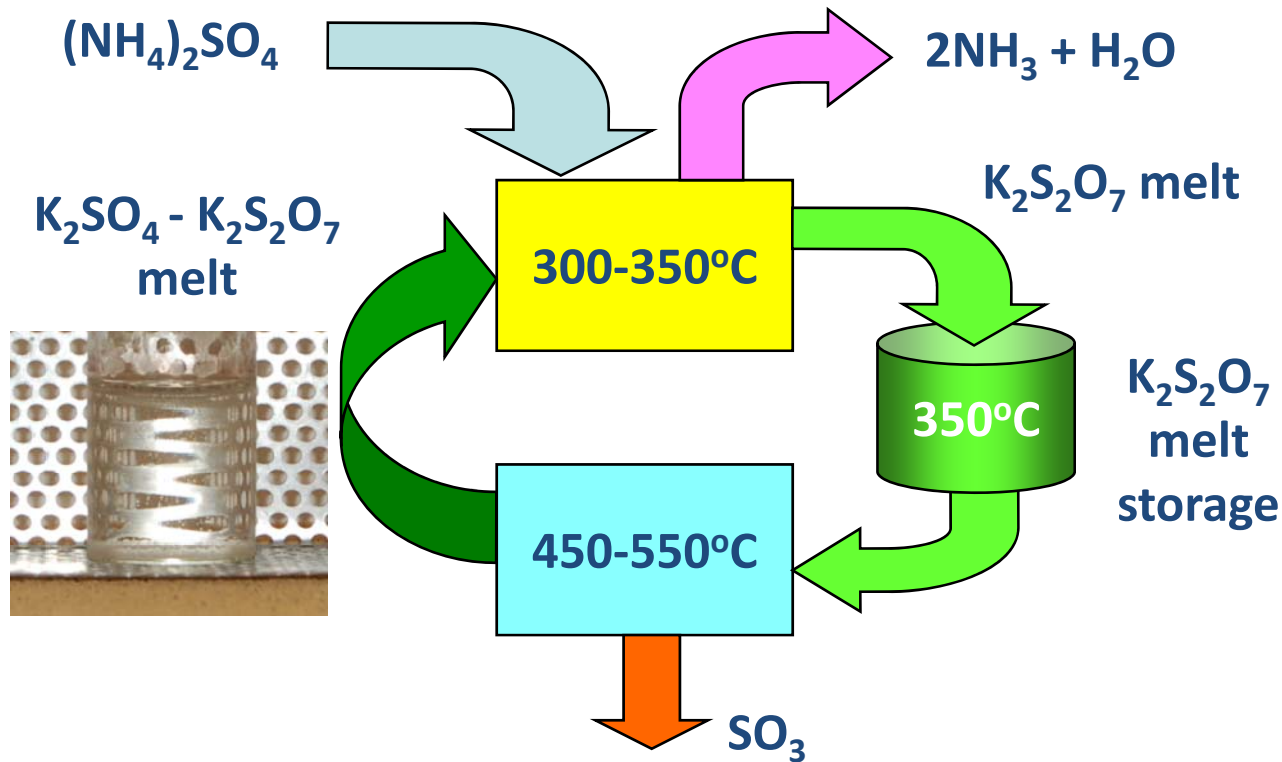 (NH₄)₂SO₄
2NH₃ + H₂O
K₂S₂O₇ melt
K₂SO₄ - K₂S₂O₇
melt
300-350ºC
350ºC
K₂S₂O₇
melt
storage
450-550ºC
SO₃